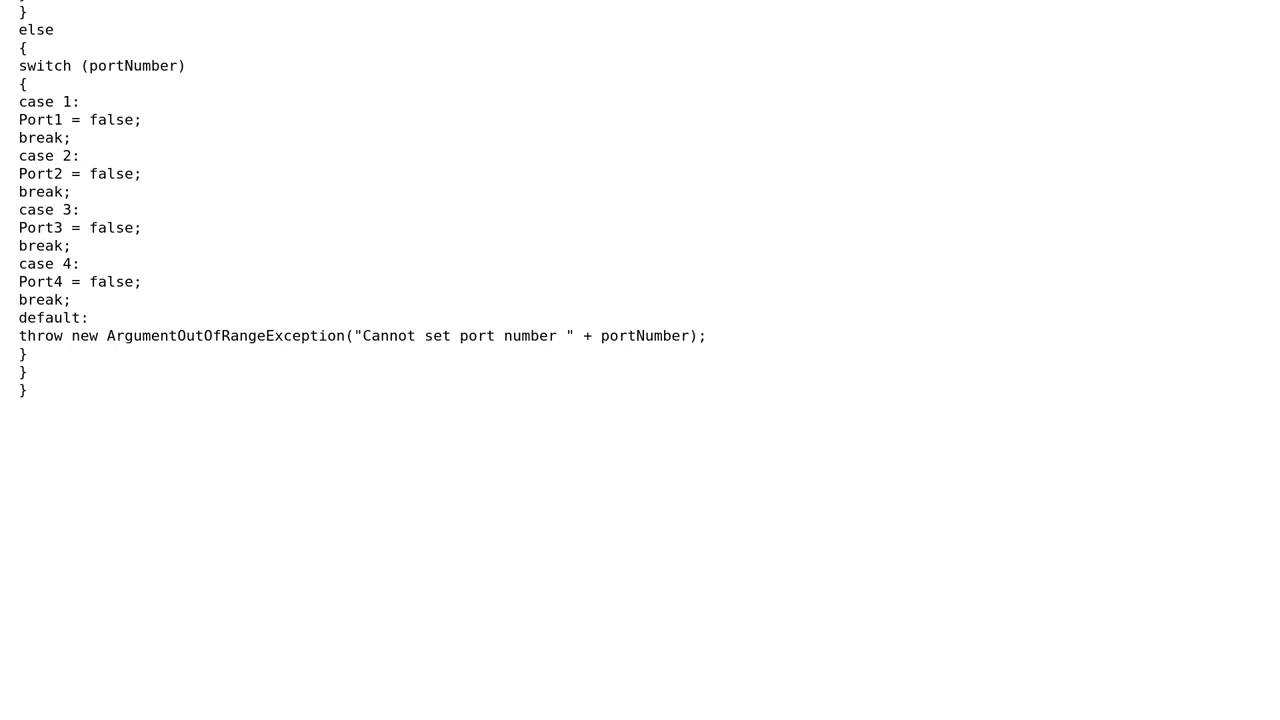 }
else
{
switch (portNumber)
{
case 1:
Port1 = false;
break;
case 2:
Port2 = false;
break;
case 3:
Port3 = false;
break;
case 4:
Port4 = false;
break;
default:
throw new ArgumentOutOfRangeException("Cannot set port number " + portNumber);
}
}
}